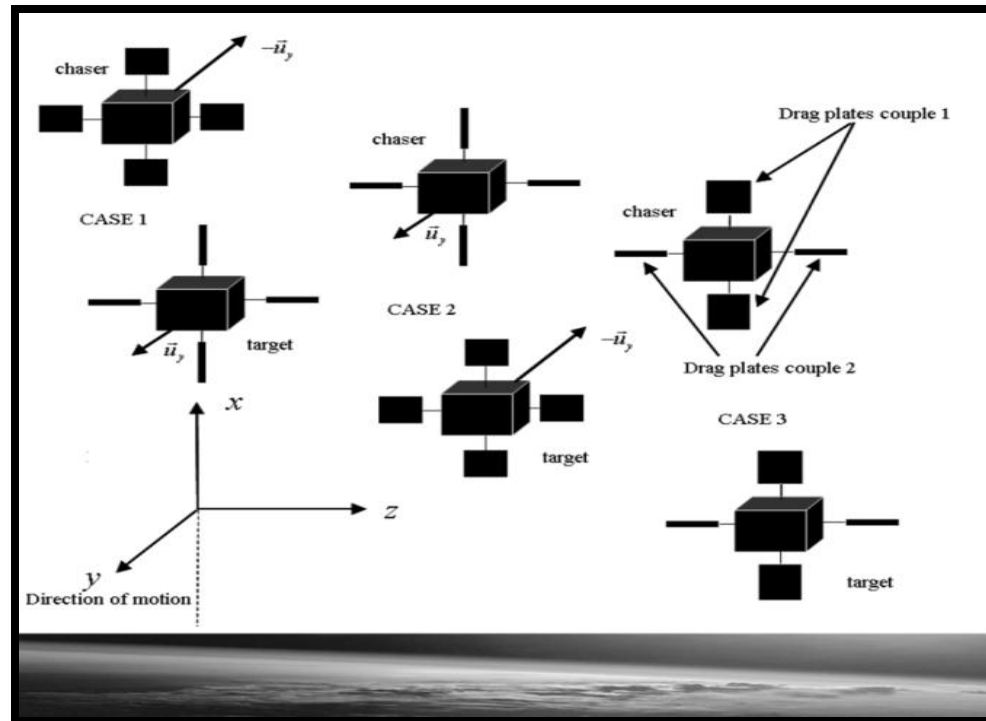 chaser
−u⃗y
CASE 1
u⃗y
target
chaser
u⃗y
CASE 2
−u⃗y
target
Drag plates couple 1
chaser
Drag plates couple 2
CASE 3
target
x
z
y
Direction of motion